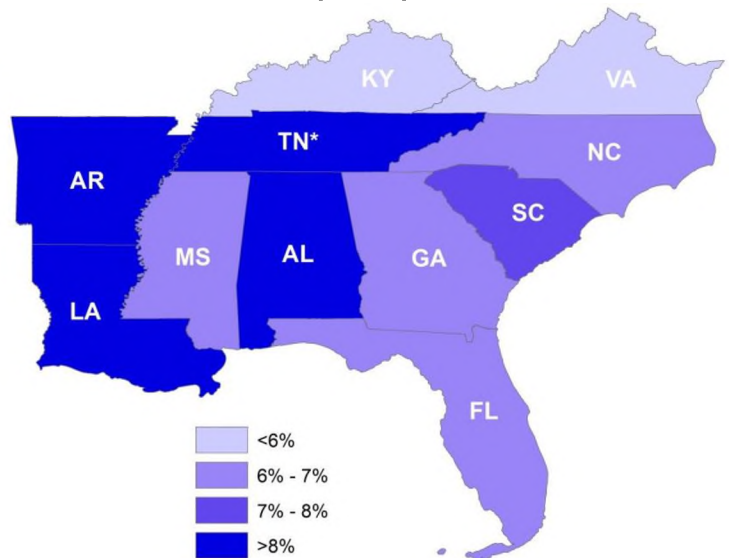 KY
VA
TN*
NC
AR
SC
MS
AL
GA
LA
FL
<6%
6% - 7%
7% - 8%
>8%